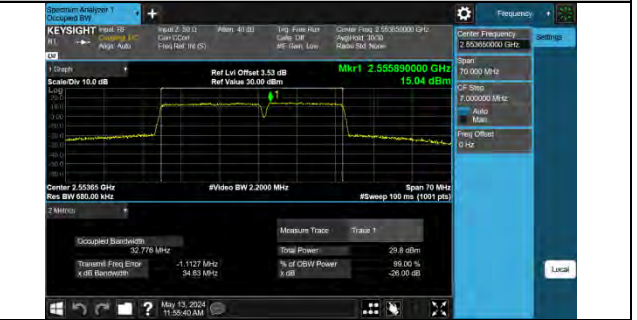 Spectrum Analyzer 1
Occupied BW
+
Frequency
KEYSIGHT
Input: RF
Coupling: DC
Align: Auto
Input Z: 50 Ω
Corr CCorr
Freq Ref: Int (S)
Atten: 40 dB
Trig: Free Run
Gate: Off
#IF Gain: Low
Center Freq: 2.553650000 GHz
Avg|Hold: 30/30
Radio Std: None
Center Frequency
2.553650000 GHz
Settings
Span
70.000 MHz
CF Step
7.000000 MHz
Auto
Man
Freq Offset
0 Hz
1 Graph
Scale/Div 10.0 dB
Log
Ref Lvl Offset 3.53 dB
Ref Value 30.00 dBm
Mkr1 2.555890000 GHz
15.04 dBm
1
Center 2.55365 GHz
Res BW 680.00 kHz
#Video BW 2.2000 MHz
Span 70 MHz
#Sweep 100 ms (1001 pts)
2 Metrics
Measure Trace
Trace 1
Occupied Bandwidth
32.776 MHz
Total Power
29.8 dBm
Transmit Freq Error
-1.1127 MHz
% of OBW Power
99.00 %
x dB Bandwidth
34.63 MHz
x dB
-26.00 dB
Local
?
May 13, 2024
11:55:40 AM